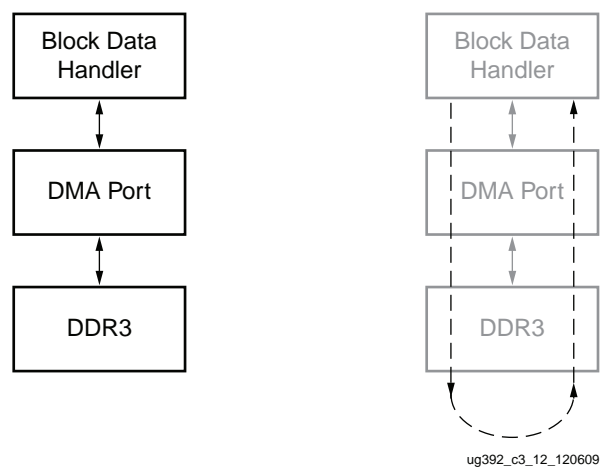 Block Data
Handler
DMA Port
DDR3
Block Data
Handler
DMA Port
DDR3
ug392_c3_12_120609